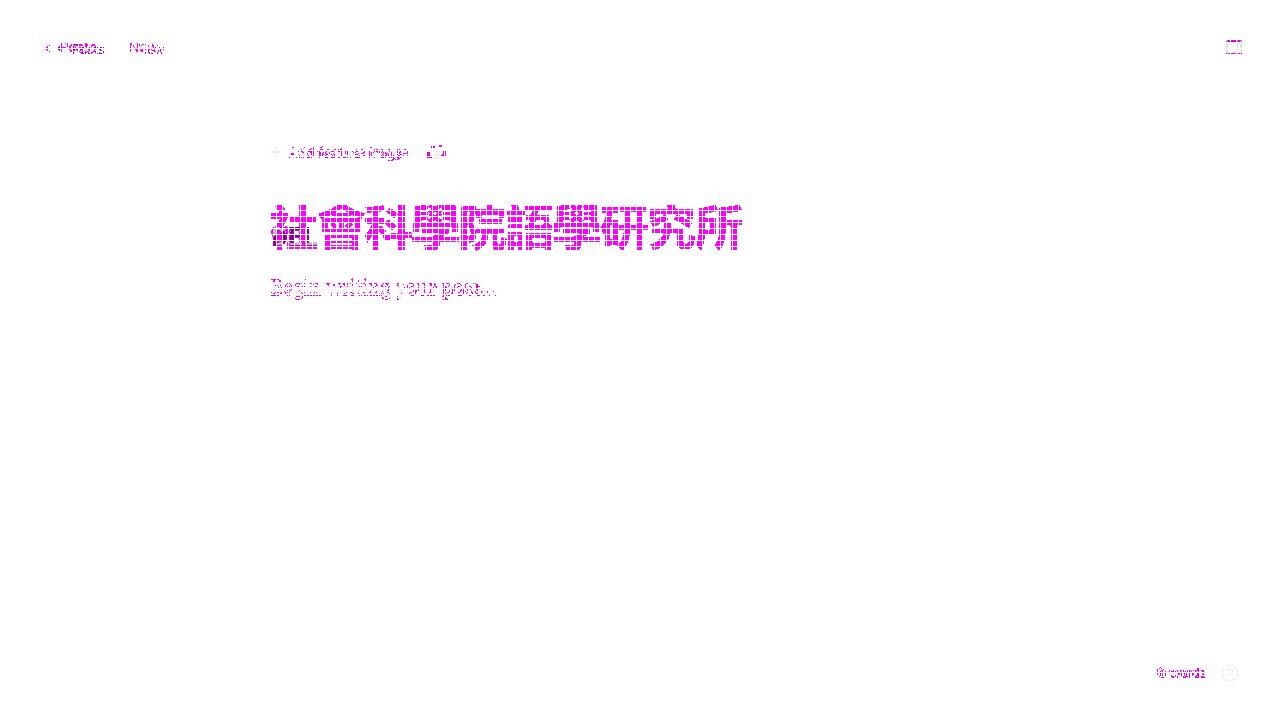 Posts New
Add feature image
社會科學院語學研究所
Begin writing your post...
0 words